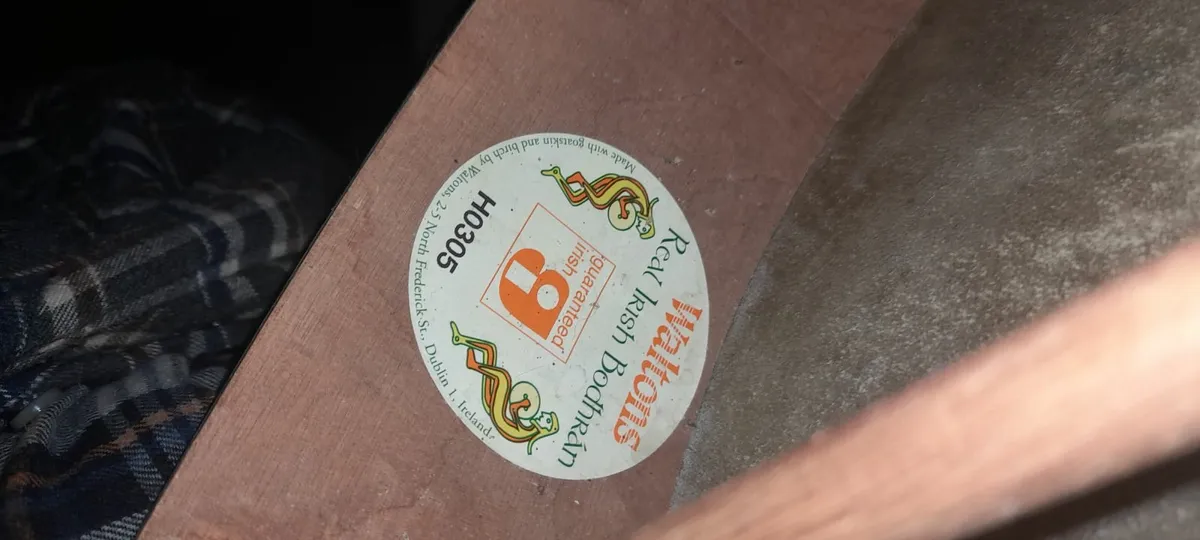 Waltons
Real Irish Bodhrán
guaranteed
irish
H0305
Made with goatskin and birch by Waltons, 2-5 North Frederick St., Dublin 1, Ireland.